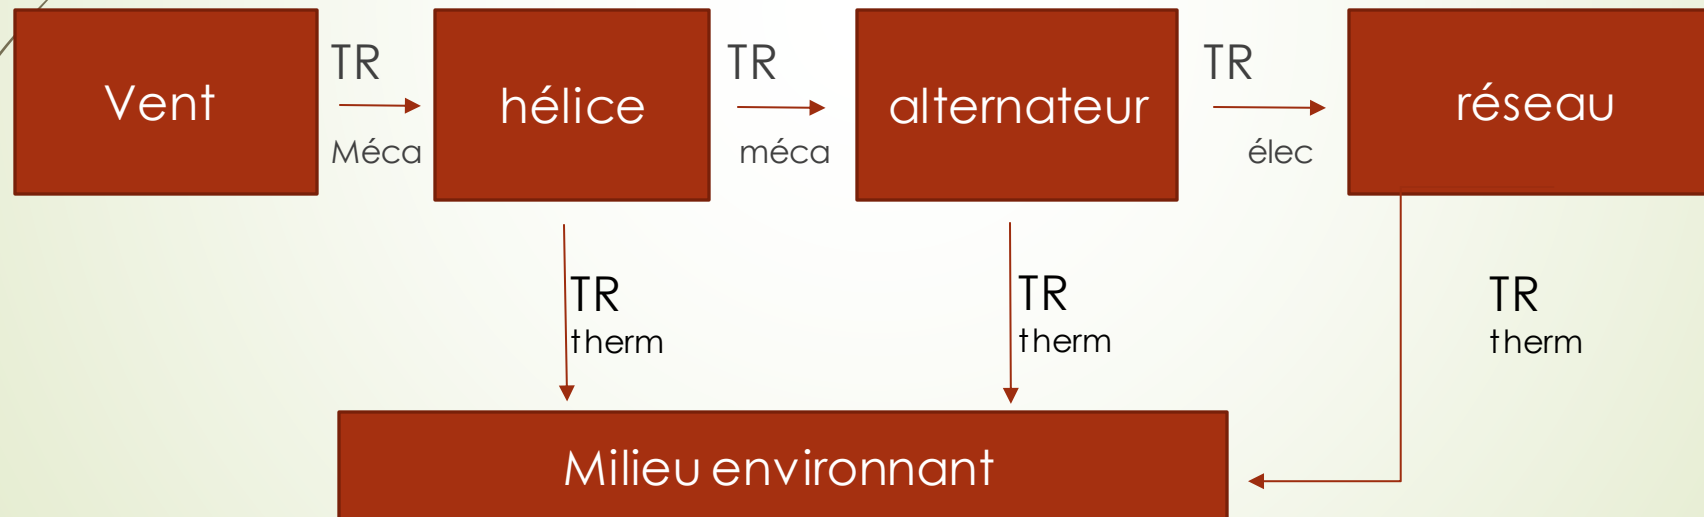 Vent
TR
Méca
hélice
TR
méca
alternateur
TR
élec
réseau
TR
therm
TR
therm
TR
therm
Milieu environnant